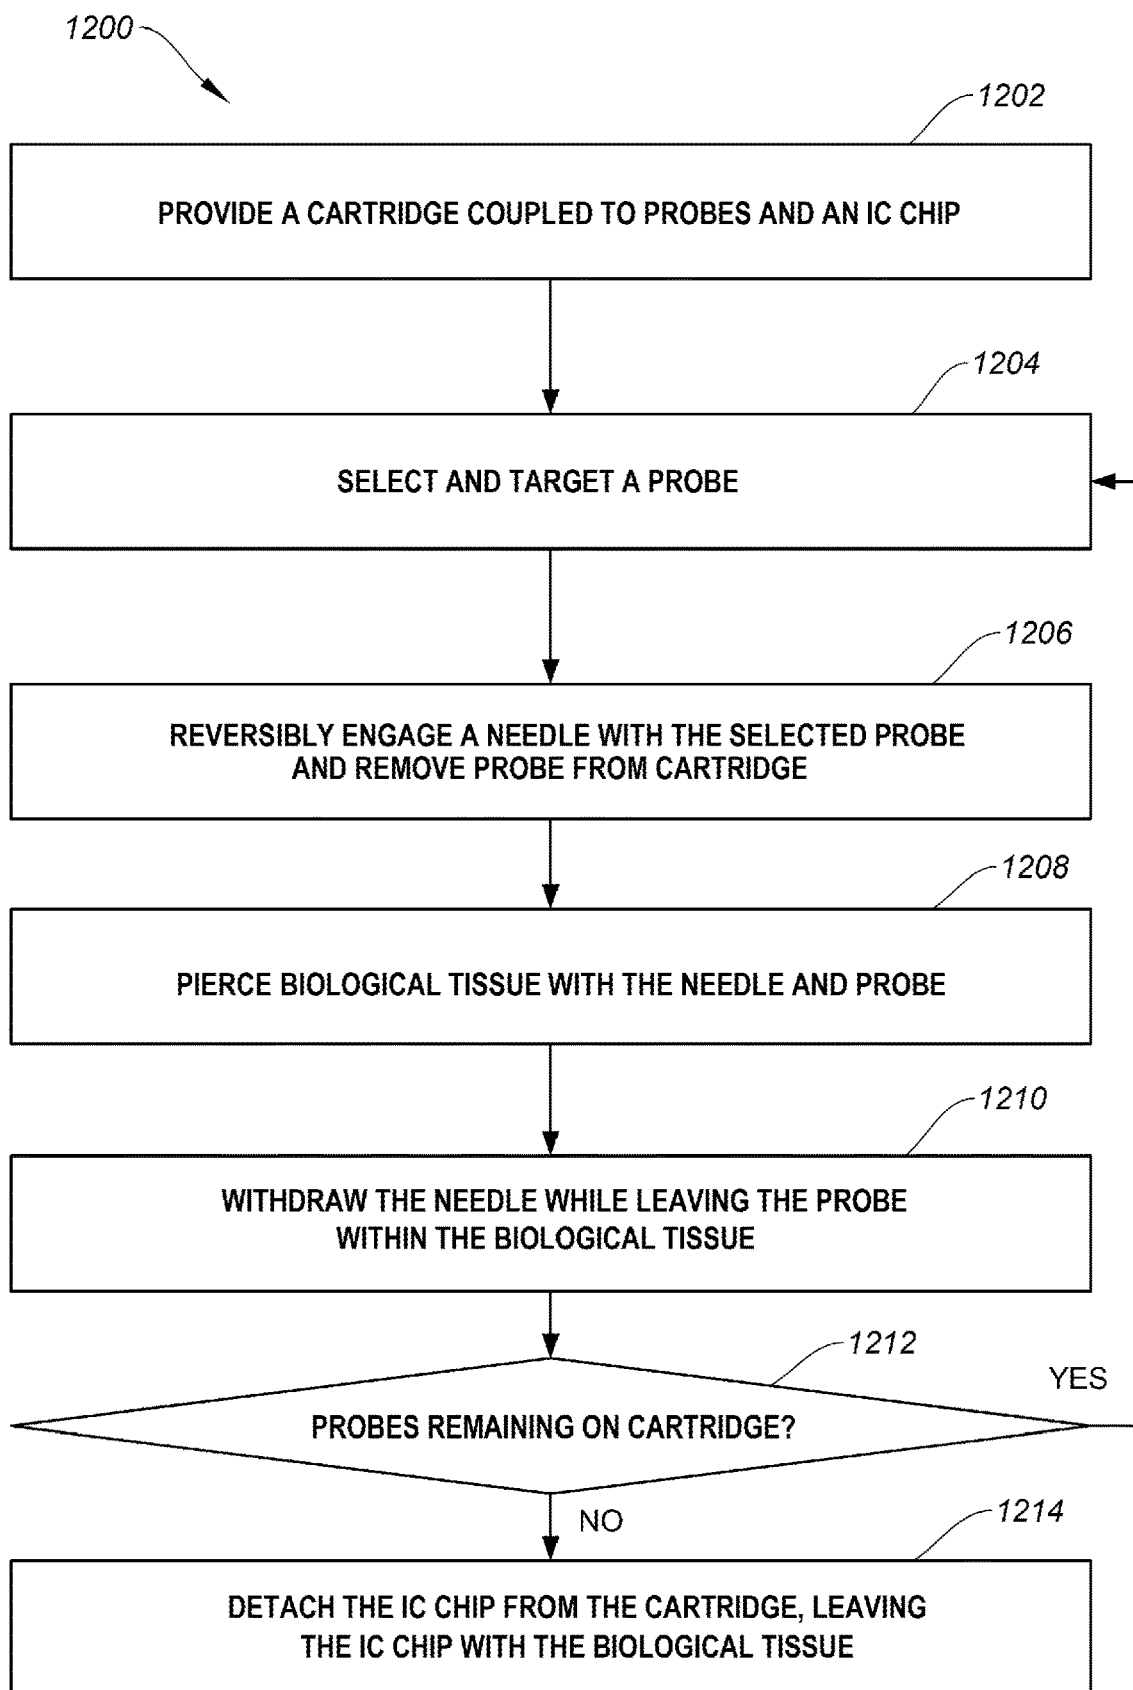 1200
1202
PROVIDE A CARTRIDGE COUPLED TO PROBES AND AN IC CHIP
1204
SELECT AND TARGET A PROBE
1206
REVERSIBLY ENGAGE A NEEDLE WITH THE SELECTED PROBE
AND REMOVE PROBE FROM CARTRIDGE
1208
PIERCE BIOLOGICAL TISSUE WITH THE NEEDLE AND PROBE
1210
WITHDRAW THE NEEDLE WHILE LEAVING THE PROBE
WITHIN THE BIOLOGICAL TISSUE
1212
YES
PROBES REMAINING ON CARTRIDGE?
NO
1214
DETACH THE IC CHIP FROM THE CARTRIDGE, LEAVING
THE IC CHIP WITH THE BIOLOGICAL TISSUE